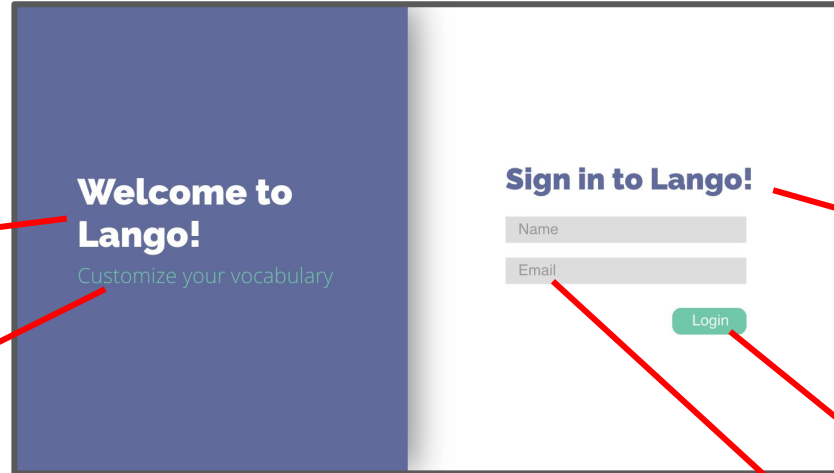 Welcome to
Lango!
Customize your vocabulary
Sign in to Lango!
Name
Email
Login